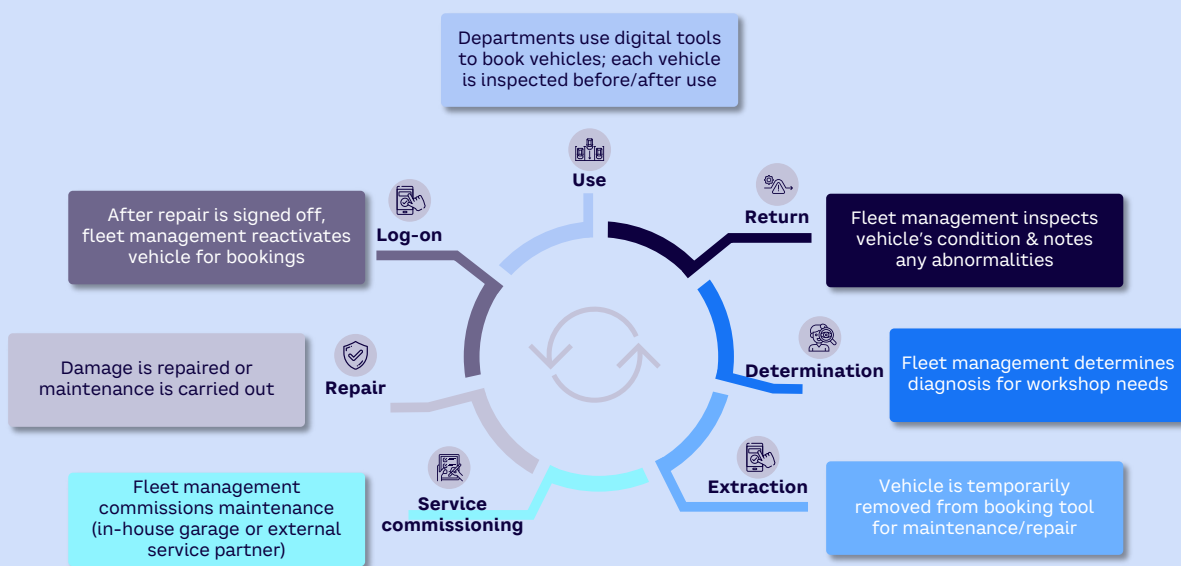 Departments use digital tools
to book vehicles; each vehicle
is inspected before/after use
Use
Return
Fleet management inspects
vehicle's condition & notes
any abnormalities
Determination
Fleet management determines
diagnosis for workshop needs
Extraction
Vehicle is temporarily
removed from booking tool
for maintenance/repair
Service
commissioning
Fleet management
commissions maintenance
(in-house garage or external
service partner)
Repair
Damage is repaired or
maintenance is carried out
Log-on
After repair is signed off,
fleet management reactivates
vehicle for bookings